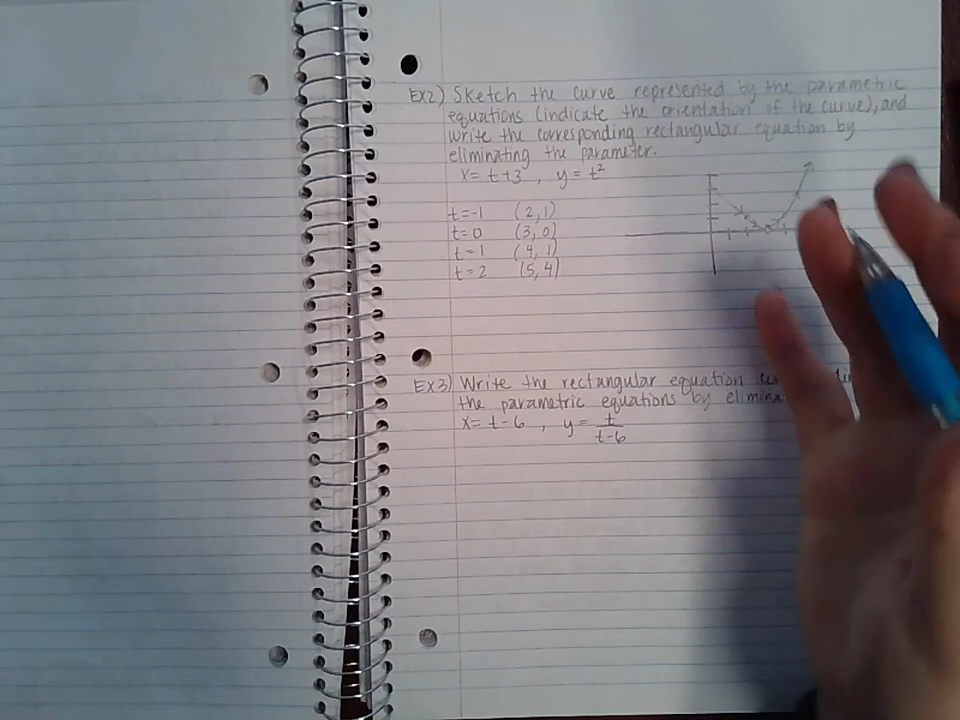 Ex2) Sketch the curve represented by the parametric
equations (indicate the orientation of the curve), and
write the corresponding rectangular equation by
eliminating the parameter.
x = t+3 , y = t²
t=-1 (2, 1)
t=0 (3, 0)
t=1 (4, 1)
t=2 (5, 4)
Ex3) Write the rectangular equation
the parametric equations by
x = t-6 , y = t/(t-6)